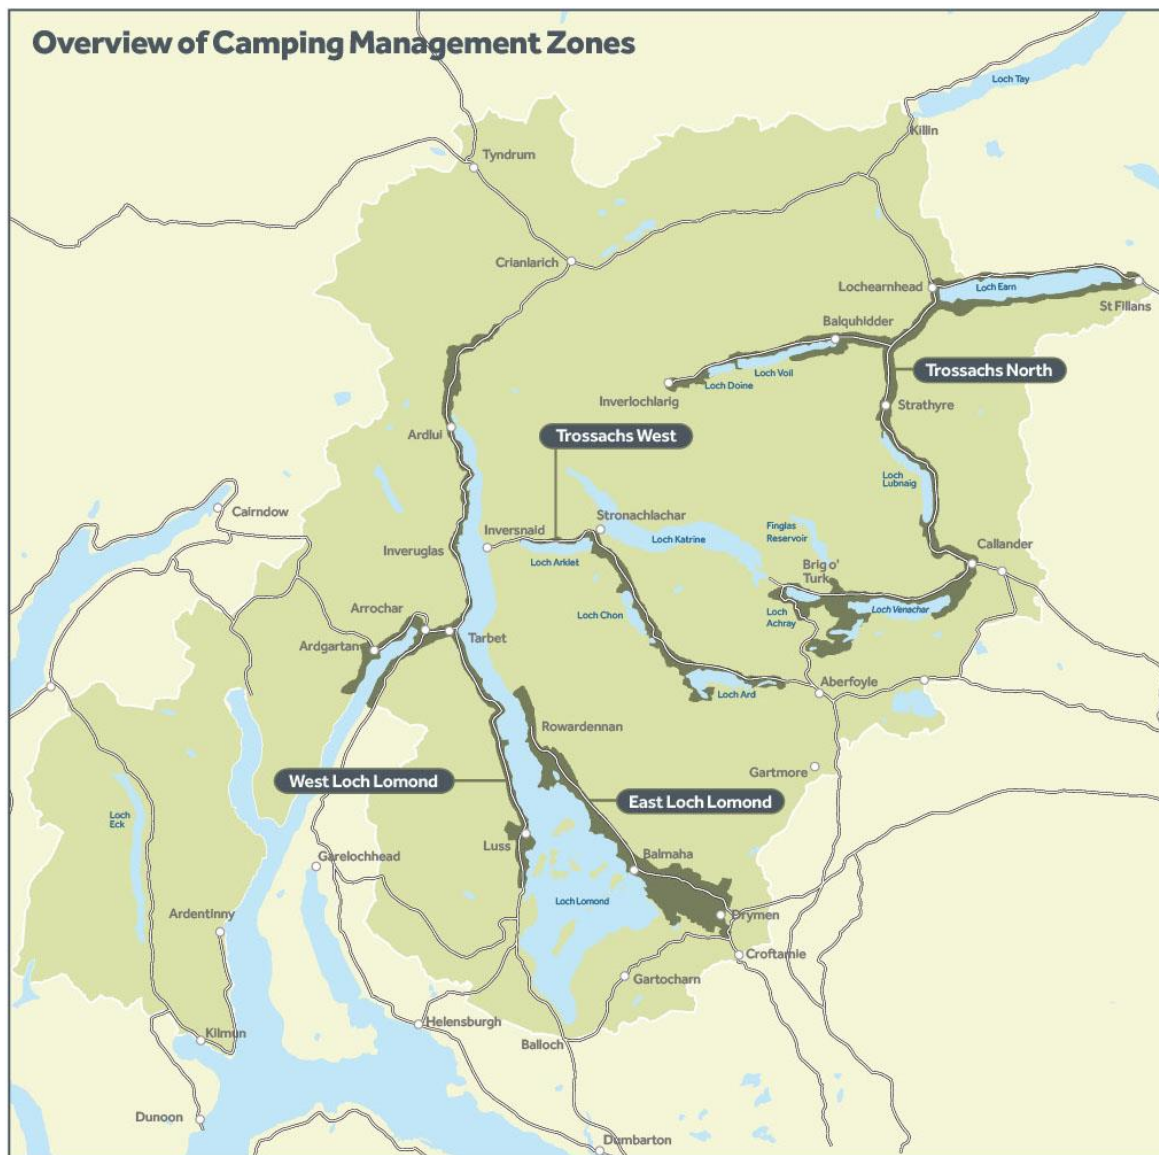 Overview of Camping Management Zones
Loch Tay
Killin
Tyndrum
Crianlarich
Lochearnhead
Loch Earn
St Fillans
Balquhidder
Loch Voil
Loch Doine
Inverlochlarig
Trossachs North
Strathyre
Ardlui
Trossachs West
Loch
Lubnaig
Cairndow
Stronachlachar
Inversnaid
Finglas
Reservoir
Loch Katrine
Callander
Inveruglas
Loch Arklet
Brig o'
Turk
Arrochar
Loch Chon
Loch
Achray
Loch Venachar
Tarbet
Ardgartan
Aberfoyle
Loch Ard
Rowardennan
Gartmore
West Loch Lomond
East Loch Lomond
Loch
Eck
Luss
Garelochhead
Balmaha
Loch Lomond
Ardentinny
Drymen
Croftamie
Gartocharn
Helensburgh
Kilmun
Balloch
Dunoon
Dumbarton